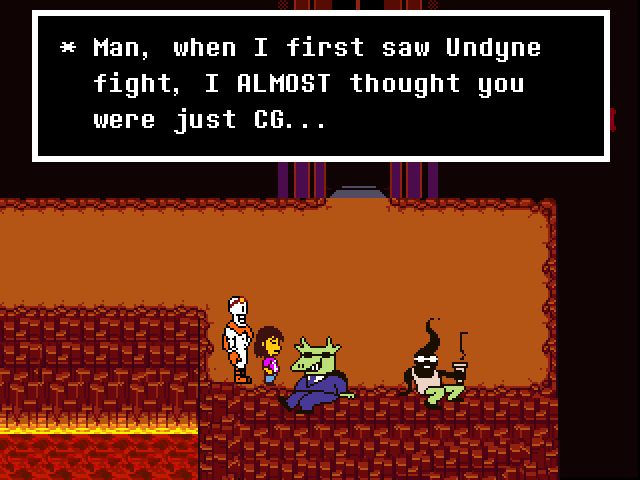 * Man, when I first saw Undyne
fight, I ALMOST thought you
were just CG...